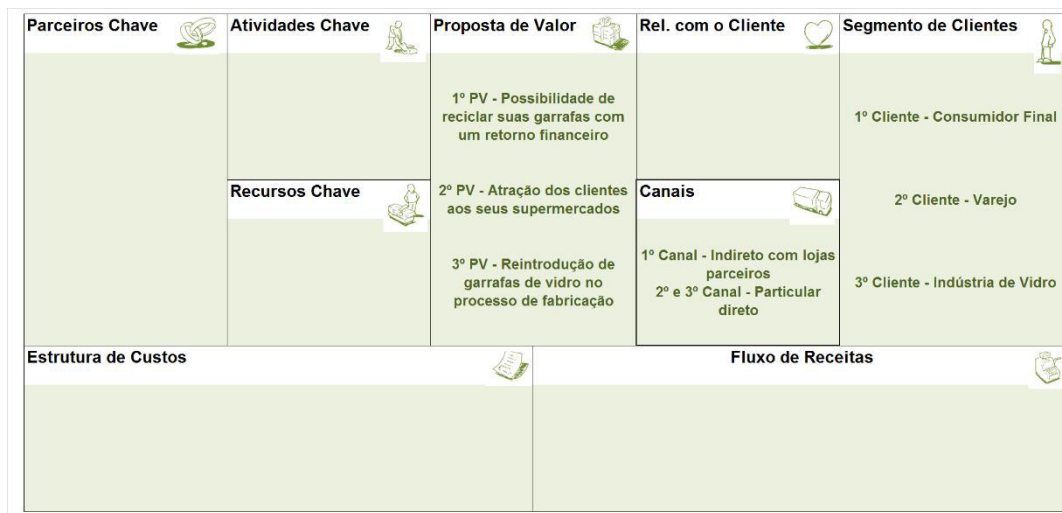 Parceiros Chave
Atividades Chave
Proposta de Valor
Rel. com o Cliente
Segmento de Clientes
1º PV - Possibilidade de
reciclar suas garrafas com
um retorno financeiro
1º Cliente - Consumidor Final
Recursos Chave
2º PV - Atração dos clientes
aos seus supermercados
Canais
2º Cliente - Varejo
3º PV - Reintrodução de
garrafas de vidro no
processo de fabricação
1º Canal - Indireto com lojas
parceiros
2º e 3º Canal - Particular
direto
3º Cliente - Indústria de Vidro
Estrutura de Custos
Fluxo de Receitas